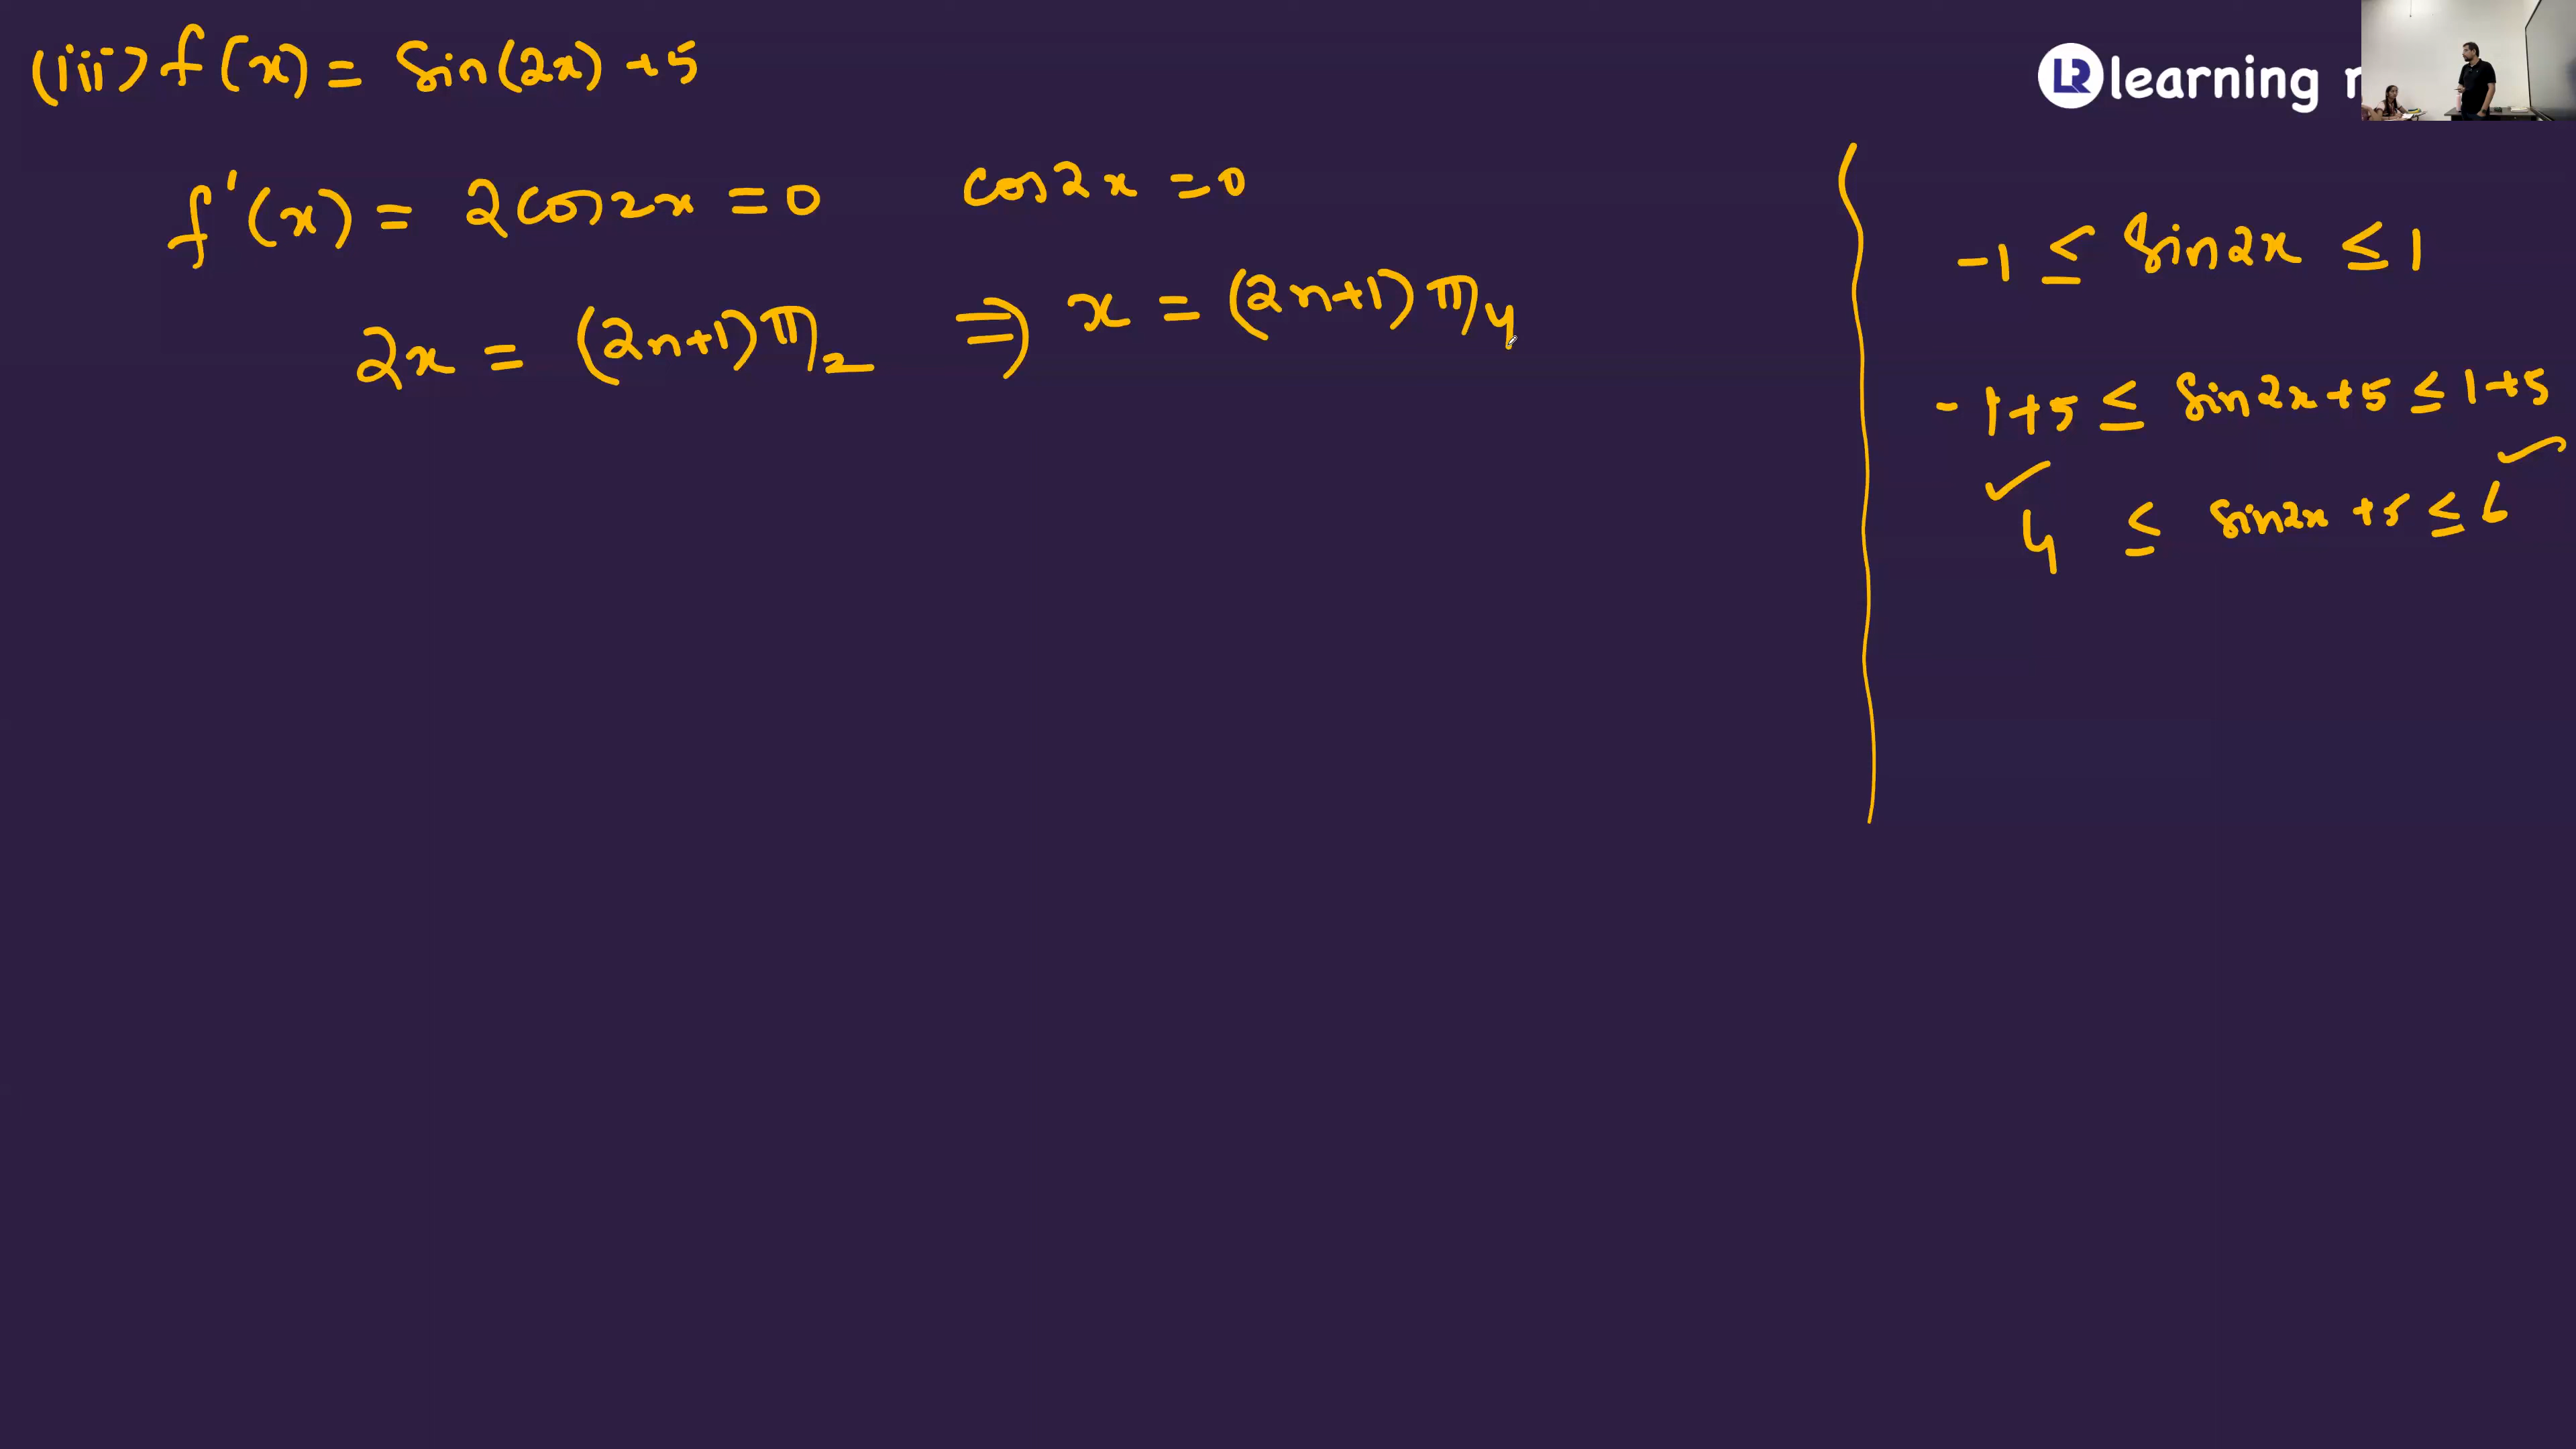 (iii) f(x) = sin(2x) + 5
learning
f'(x) = 2cos2x = 0 cos2x = 0
2x = (2n+1)π/2 ⇒ x = (2n+1)π/4
-1 ≤ sin2x ≤ 1
-1+5 ≤ sin2x+5 ≤ 1+5
4 ≤ sin2x +5 ≤ 6